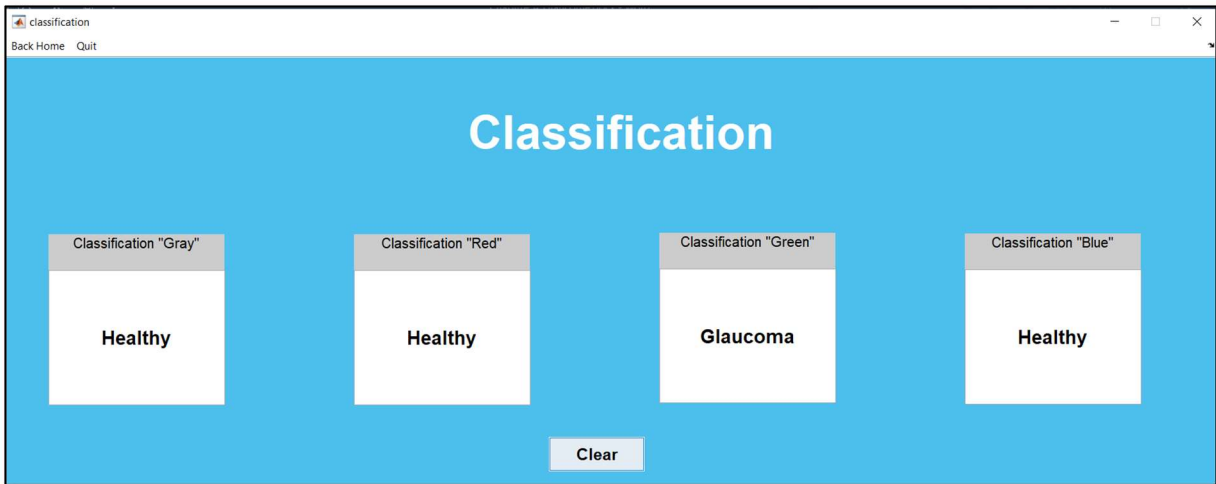 classification
Back Home Quit
Classification
Classification "Gray"
Healthy
Classification "Red"
Healthy
Classification "Green"
Glaucoma
Classification "Blue"
Healthy
Clear